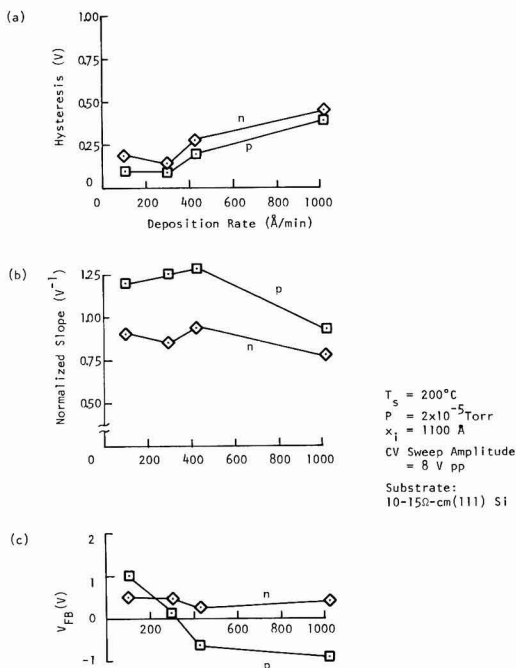 (a)
1.00
0.75
0.50
0.25
0
Hysteresis (V)
n
p
0 200 400 600 800 1000
Deposition Rate (Å/min)
(b)
1.25
1.00
0.75
0.50
Normalized Slope (V⁻¹)
p
n
0 200 400 600 800 1000
T_s = 200°C
P = 2x10⁻⁵Torr
x_i = 1100 Å
CV Sweep Amplitude
= 8 V pp
Substrate:
10-15Ω-cm(111) Si
(c)
2
1
0
-1
V_FB(V)
n
200 400 600 800 1000
p